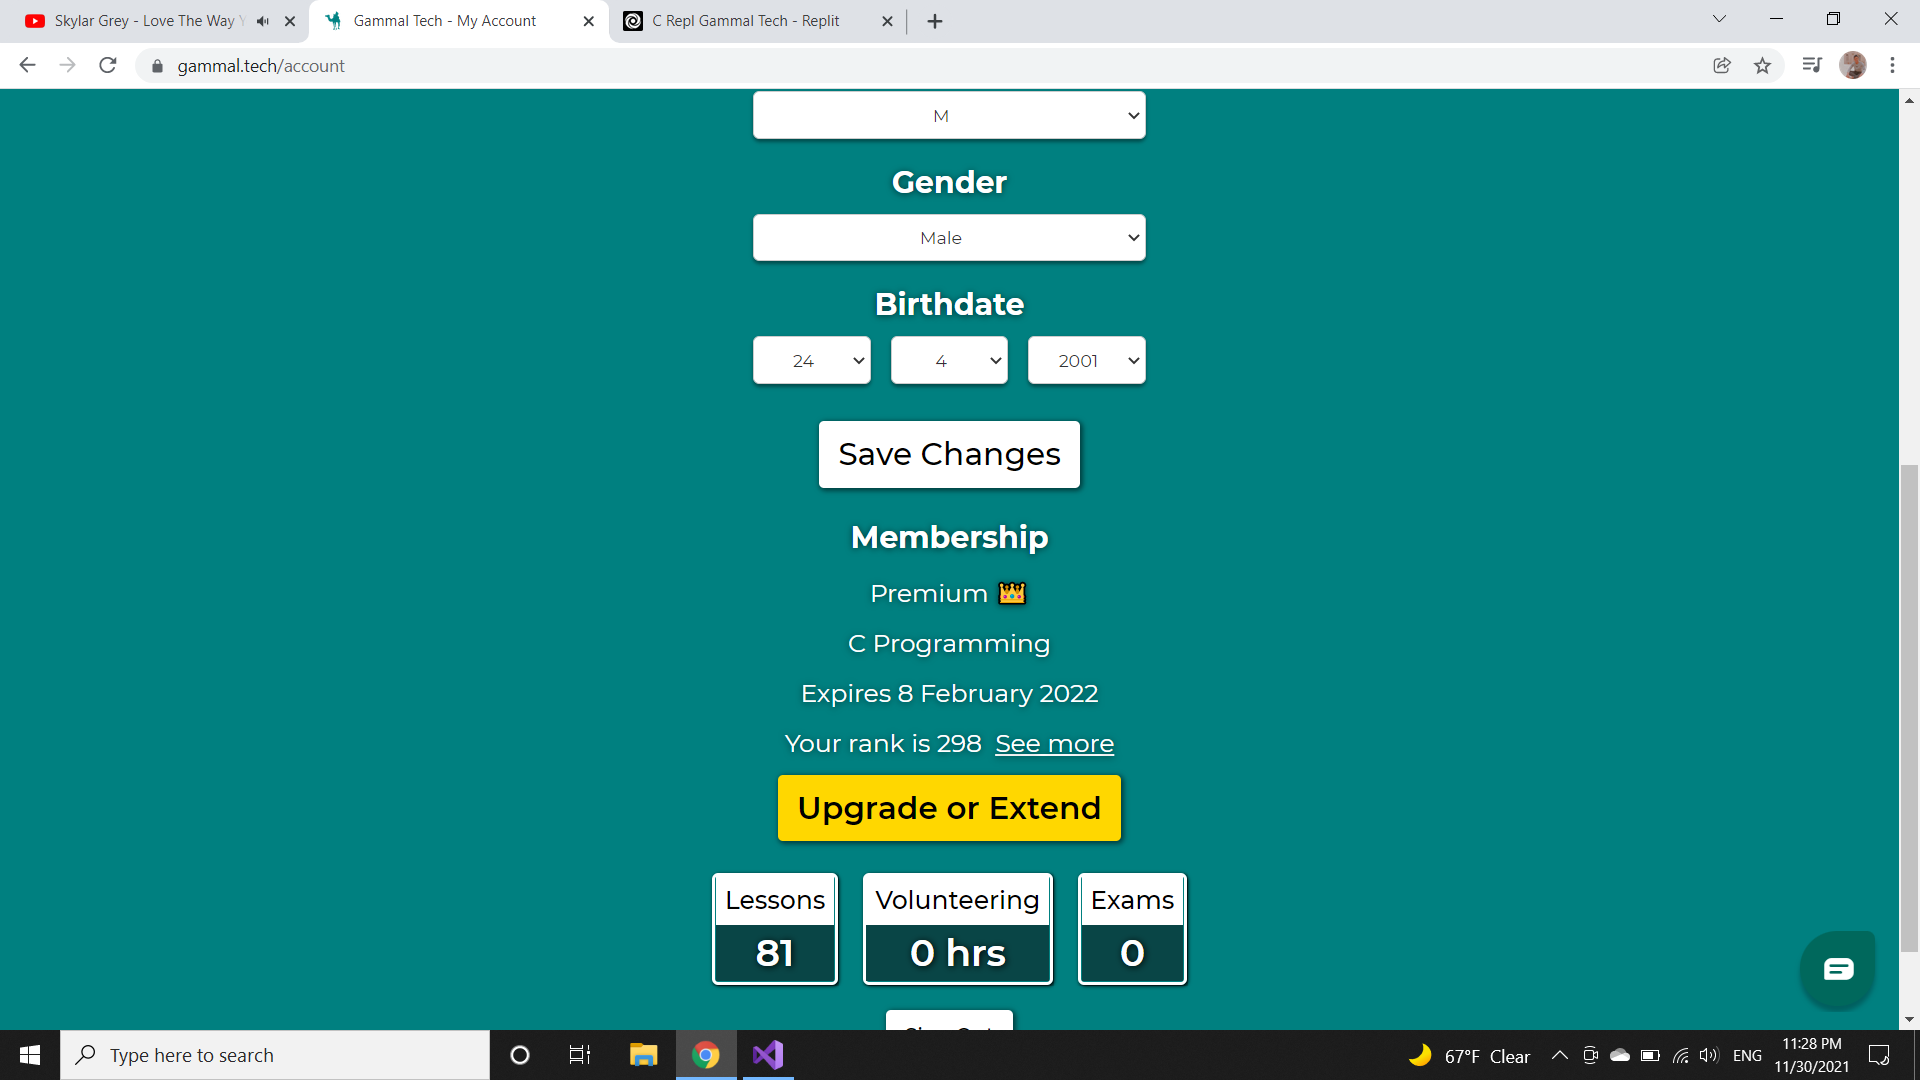 Skylar Grey - Love The Way
Gammal Tech - My Account
C Repl Gammal Tech - Replit
gammal.tech/account
M
Gender
Male
Birthdate
24 4 2001
Save Changes
Membership
Premium
C Programming
Expires 8 February 2022
Your rank is 298 See more
Upgrade or Extend
Lessons Volunteering Exams
81 0 hrs 0
Type here to search
67°F Clear
ENG
11:28 PM
11/30/2021